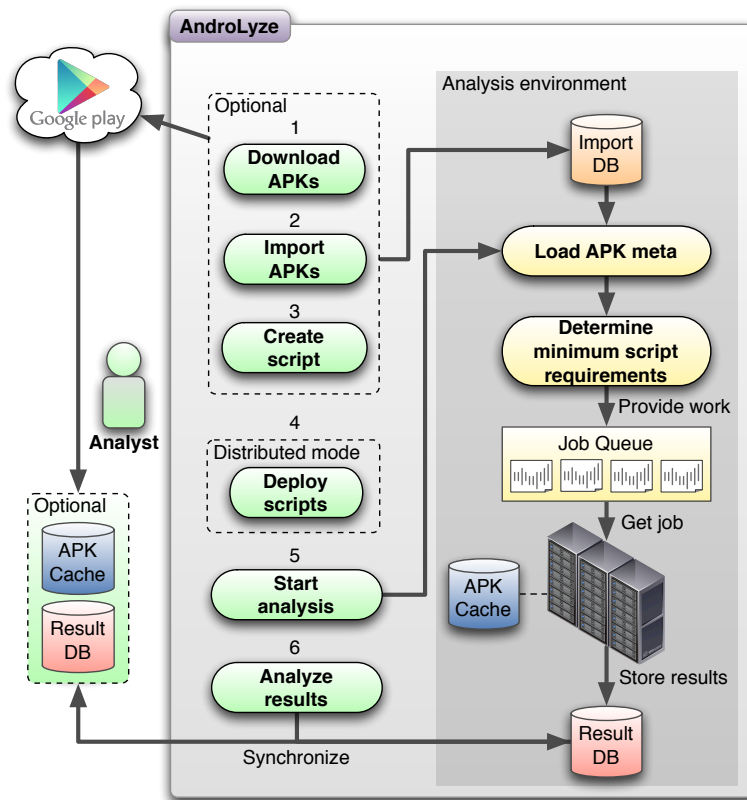 AndroLyze
Google play
Optional
1
Download
APKs
2
Import
APKs
3
Create
script
Analyst
4
Distributed mode
Deploy
scripts
5
Start
analysis
6
Analyze
results
Synchronize
Optional
APK
Cache
Result
DB
Analysis environment
Import
DB
Load APK meta
Determine
minimum script
requirements
Provide work
Job Queue
Get job
APK
Cache
Store results
Result
DB